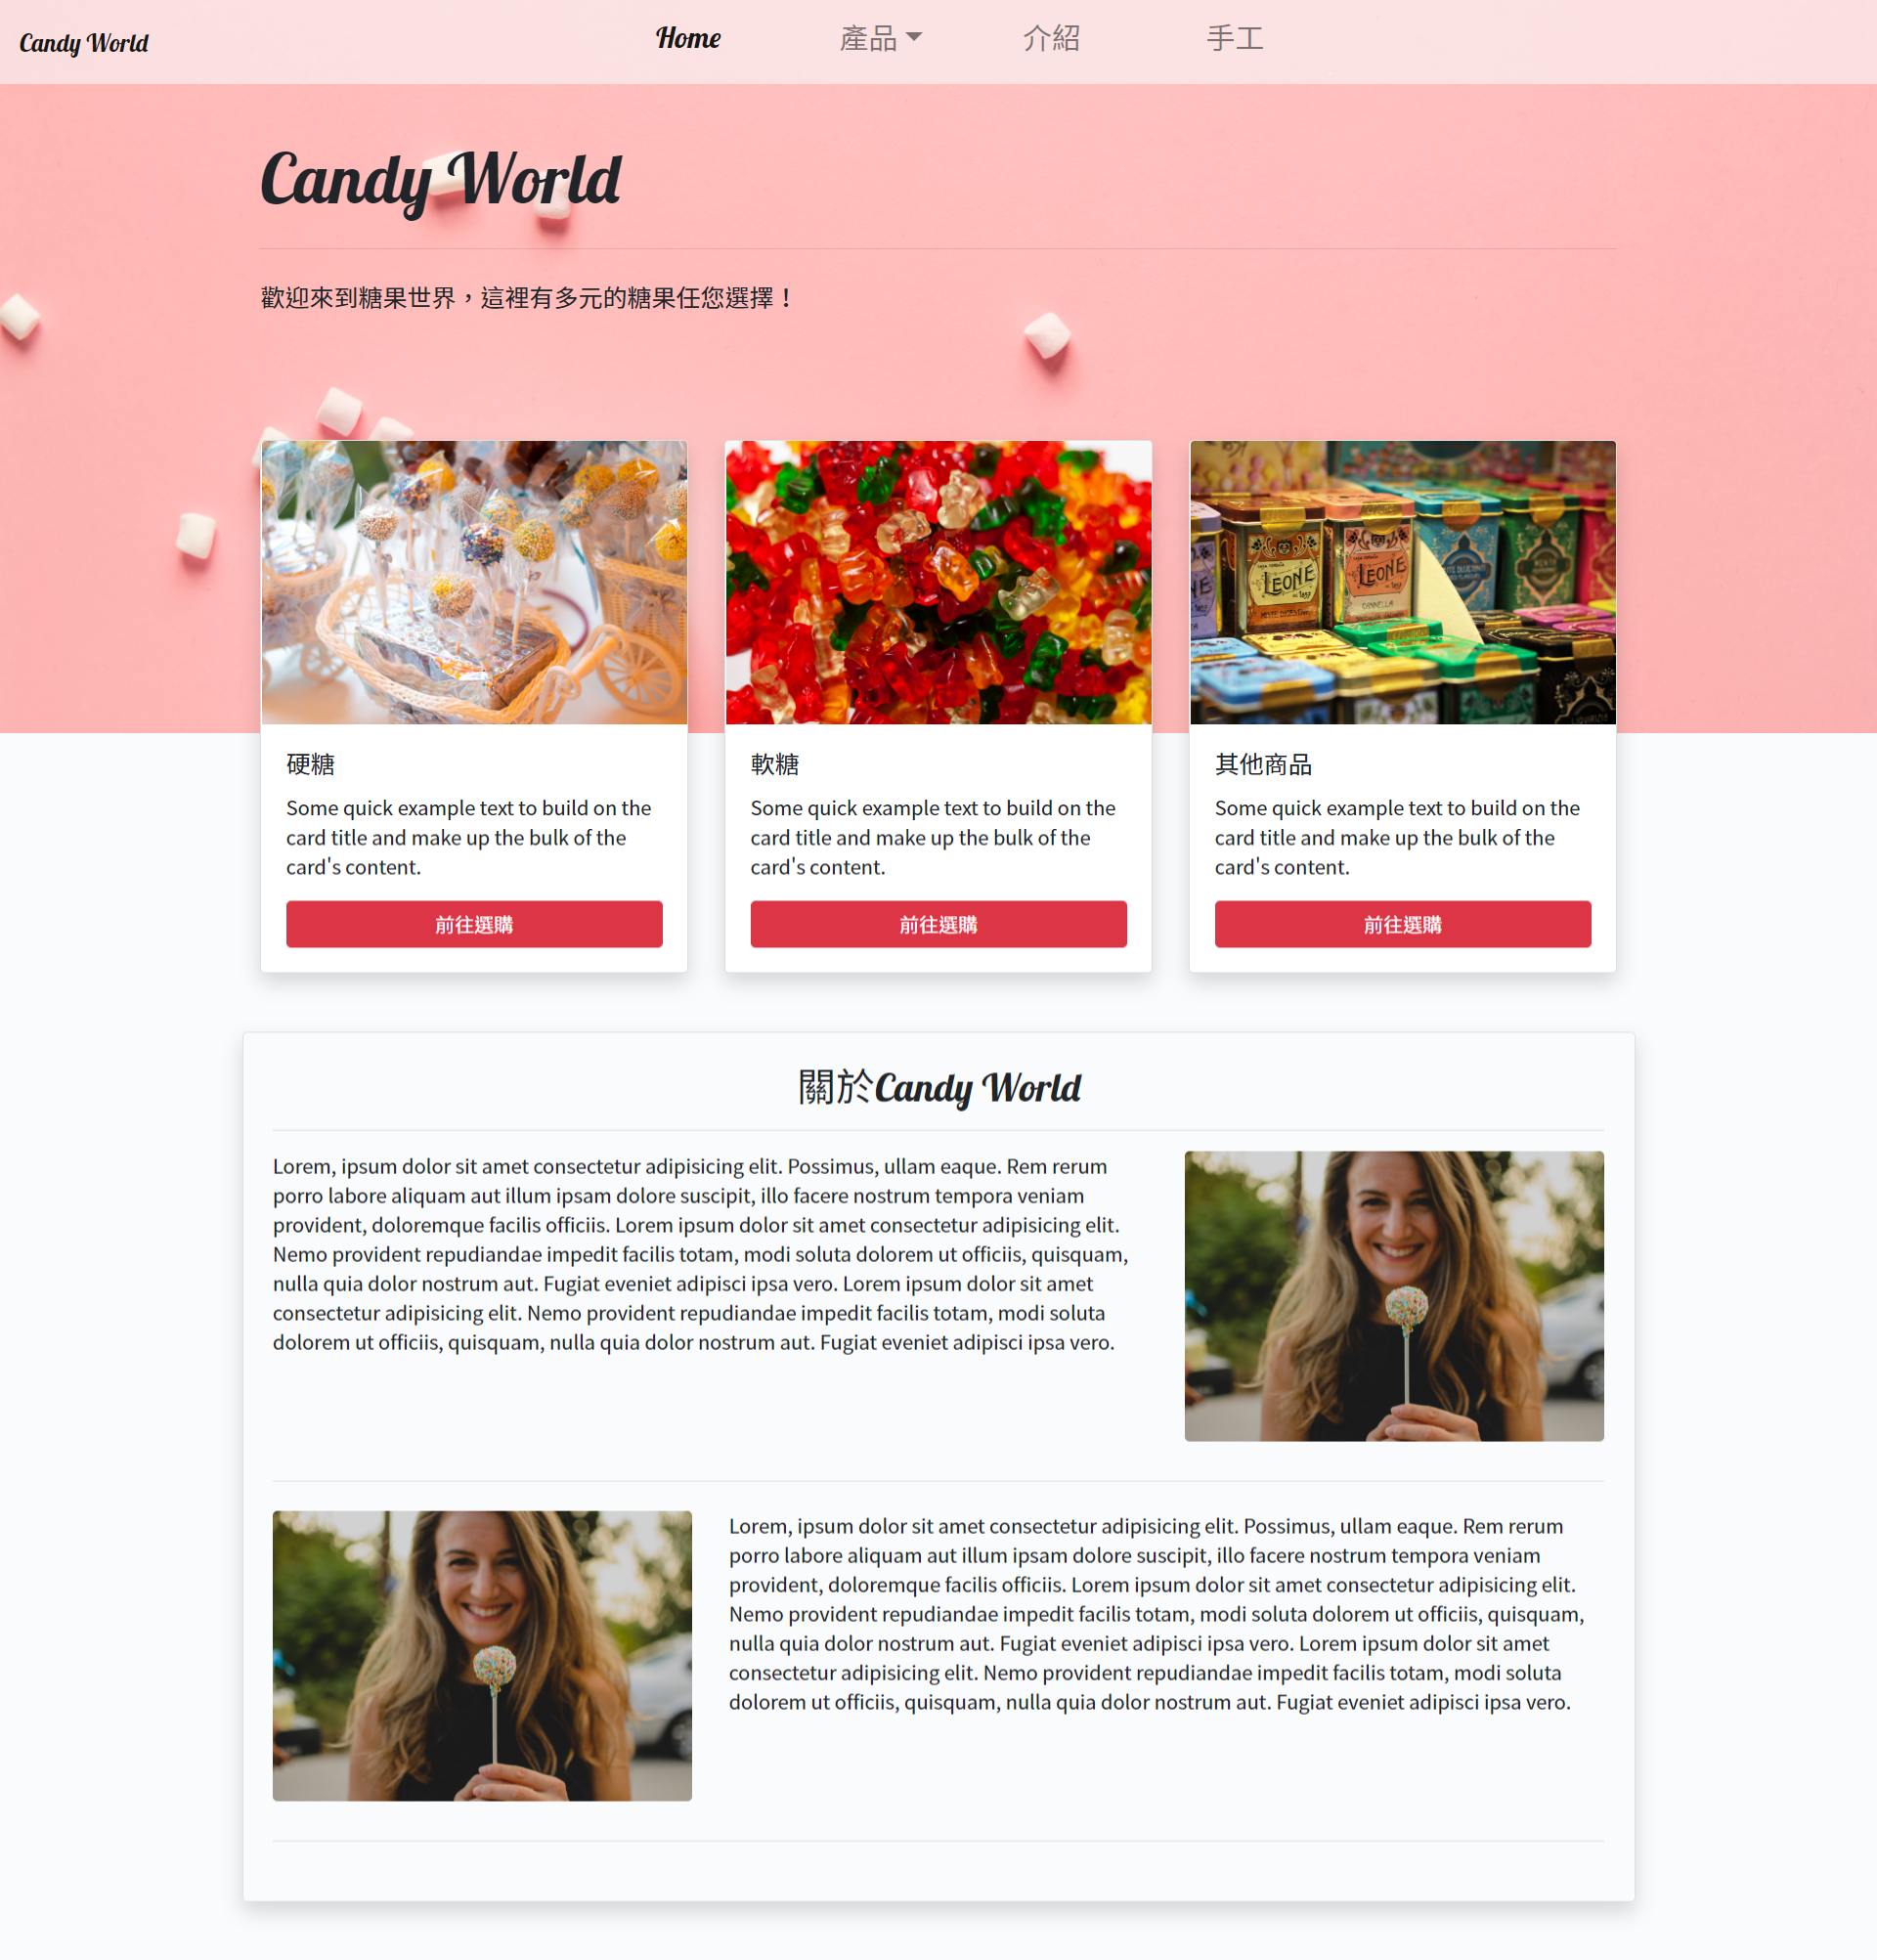 Candy World
Home
產品
介紹
手工
Candy World
歡迎來到糖果世界，這裡有多元的糖果任您選擇！
LEONE
LEONE
CANNELLA
硬糖
Some quick example text to build on the
card title and make up the bulk of the
card's content.
前往選購
軟糖
Some quick example text to build on the
card title and make up the bulk of the
card's content.
前往選購
其他商品
Some quick example text to build on the
card title and make up the bulk of the
card's content.
前往選購
關於Candy World
Lorem, ipsum dolor sit amet consectetur adipisicing elit. Possimus, ullam eaque. Rem rerum
porro labore aliquam aut illum ipsam dolore suscipit, illo facere nostrum tempora veniam
provident, doloremque facilis officiis. Lorem ipsum dolor sit amet consectetur adipisicing elit.
Nemo provident repudiandae impedit facilis totam, modi soluta dolorem ut officiis, quisquam,
nulla quia dolor nostrum aut. Fugiat eveniet adipisci ipsa vero. Lorem ipsum dolor sit amet
consectetur adipisicing elit. Nemo provident repudiandae impedit facilis totam, modi soluta
dolorem ut officiis, quisquam, nulla quia dolor nostrum aut. Fugiat eveniet adipisci ipsa vero.
Lorem, ipsum dolor sit amet consectetur adipisicing elit. Possimus, ullam eaque. Rem rerum
porro labore aliquam aut illum ipsam dolore suscipit, illo facere nostrum tempora veniam
provident, doloremque facilis officiis. Lorem ipsum dolor sit amet consectetur adipisicing elit.
Nemo provident repudiandae impedit facilis totam, modi soluta dolorem ut officiis, quisquam,
nulla quia dolor nostrum aut. Fugiat eveniet adipisci ipsa vero. Lorem ipsum dolor sit amet
consectetur adipisicing elit. Nemo provident repudiandae impedit facilis totam, modi soluta
dolorem ut officiis, quisquam, nulla quia dolor nostrum aut. Fugiat eveniet adipisci ipsa vero.